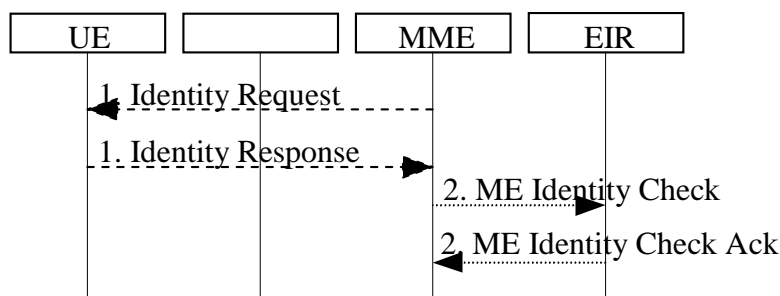 UE MME EIR
1. Identity Request
1. Identity Response
2. ME Identity Check
2. ME Identity Check Ack